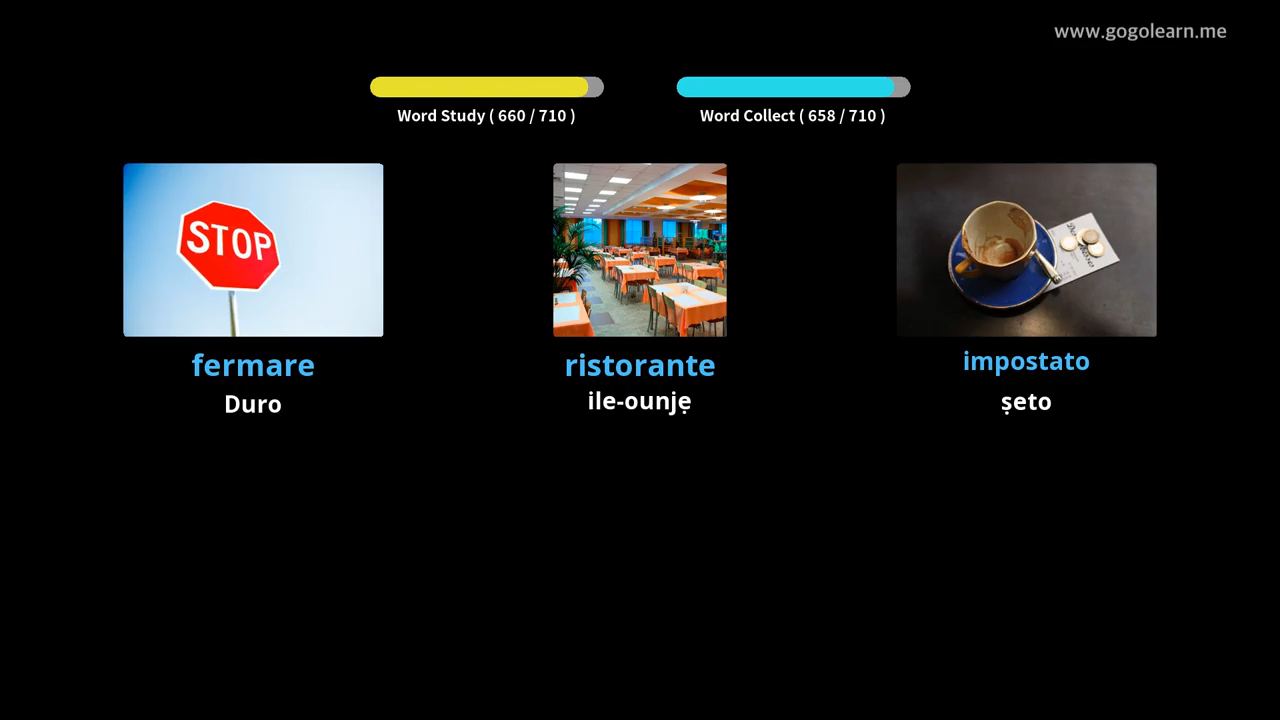 www.gogolearn.me
Word Study ( 660 / 710 )
Word Collect ( 658 / 710 )
STOP
fermare
Duro
ristorante
ile-ounjẹ
impostato
ṣeto